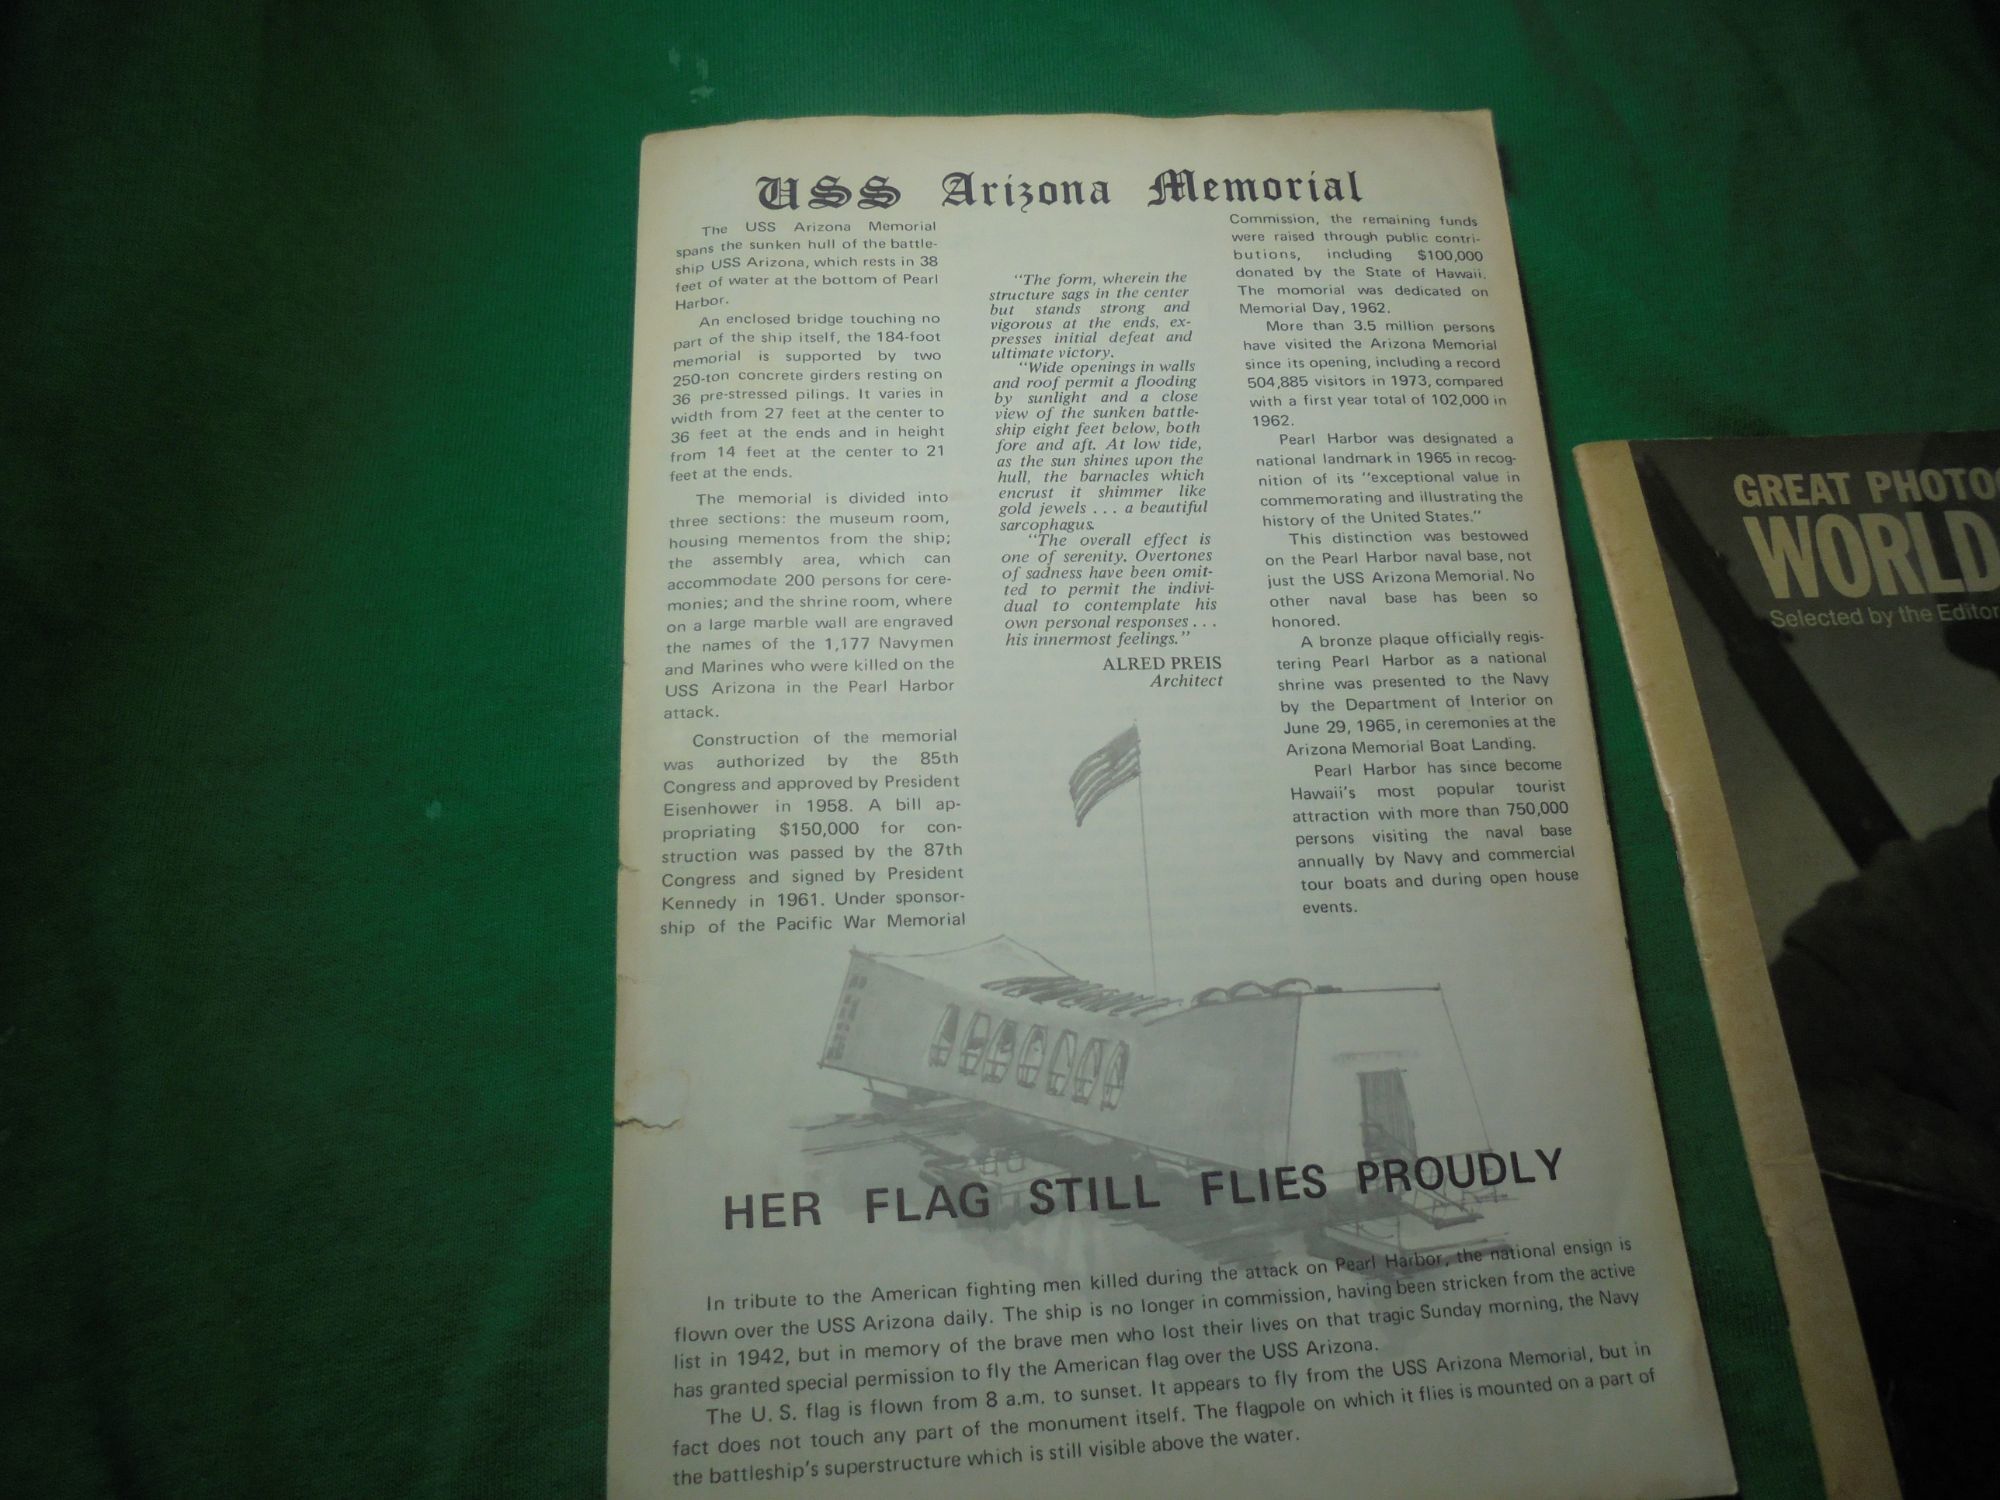 USS Arizona Memorial
The USS Arizona Memorial
spans the sunken hull of the battle-
ship USS Arizona, which rests in 38
feet of water at the bottom of Pearl
Harbor.
An enclosed bridge touching no
part of the ship itself, the 184-foot
memorial is supported by two
250-ton concrete girders resting on
36 pre-stressed pilings. It varies in
width from 27 feet at the center to
36 feet at the ends and in height
from 14 feet at the center to 21
feet at the ends.
The memorial is divided into
three sections: the museum room,
housing mementos from the ship;
the assembly area, which can
accommodate 200 persons for cere-
monies; and the shrine room, where
on a large marble wall are engraved
the names of the 1,177 Navymen
and Marines who were killed on the
USS Arizona in the Pearl Harbor
attack.
Construction of the memorial
was authorized by the 85th
Congress and approved by President
Eisenhower in 1958. A bill ap-
propriating $150,000 for con-
struction was passed by the 87th
Congress and signed by President
Kennedy in 1961. Under sponsor-
ship of the Pacific War Memorial
"The form, wherein the
structure sags in the center
but stands strong and
vigorous at the ends, ex-
presses initial defeat and
ultimate victory.
"Wide openings in walls
and roof permit a flooding
by sunlight and a close
view of the sunken battle-
ship eight feet below, both
fore and aft. At low tide,
as the sun shines upon the
hull, the barnacles which
encrust it shimmer like
gold jewels . . . a beautiful
sarcophagus.
"The overall effect is
one of serenity. Overtones
of sadness have been omit-
ted to permit the indivi-
dual to contemplate his
own personal responses . . .
his innermost feelings."
ALRED PREIS
Architect
Commission, the remaining funds
were raised through public contri-
butions, including $100,000
donated by the State of Hawaii.
The momorial was dedicated on
Memorial Day, 1962.
More than 3.5 million persons
have visited the Arizona Memorial
since its opening, including a record
504,885 visitors in 1973, compared
with a first year total of 102,000 in
1962.
Pearl Harbor was designated a
national landmark in 1965 in recog-
nition of its "exceptional value in
commemorating and illustrating the
history of the United States."
This distinction was bestowed
on the Pearl Harbor naval base, not
just the USS Arizona Memorial. No
other naval base has been so
honored.
A bronze plaque officially regis-
tering Pearl Harbor as a national
shrine was presented to the Navy
by the Department of Interior on
June 29, 1965, in ceremonies at the
Arizona Memorial Boat Landing.
Pearl Harbor has since become
Hawaii's most popular tourist
attraction with more than 750,000
persons visiting the naval base
annually by Navy and commercial
tour boats and during open house
events.
HER FLAG STILL FLIES PROUDLY
In tribute to the American fighting men killed during the attack on Pearl Harbor, the national ensign is
flown over the USS Arizona daily. The ship is no longer in commission, having been stricken from the active
list in 1942, but in memory of the brave men who lost their lives on that tragic Sunday morning, the Navy
has granted special permission to fly the American flag over the USS Arizona.
The U. S. flag is flown from 8 a.m. to sunset. It appears to fly from the USS Arizona Memorial, but in
fact does not touch any part of the monument itself. The flagpole on which it flies is mounted on a part of
the battleship's superstructure which is still visible above the water.
GREAT PHOTO
WORLD
Selected by the Editor